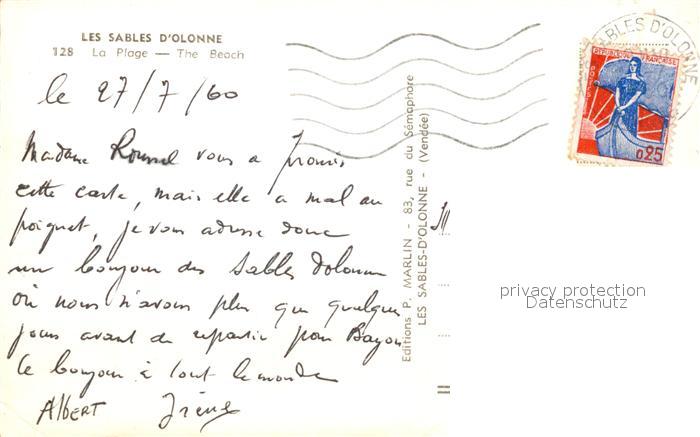 LES SABLES D'OLONNE
128 La Plage — The Beach
SABLES D'OLONNE
REPUBLIQUE FRANÇAISE
POSTES
0,25
le 27/7/60
Madame vous a promis
cette carte, mais elle a mal au
poignet, je vous adresse donc
un bonjour des Sables d'olonne
où nous n'avons plus que quelques
jours avant de repartir pour Bayon
Le bonjour à tout le monde
Albert Irène
Editions P. MARLIN - 83, rue du Sémaphore
LES SABLES-D'OLONNE - (Vendée)
privacy protection
Datenschutz